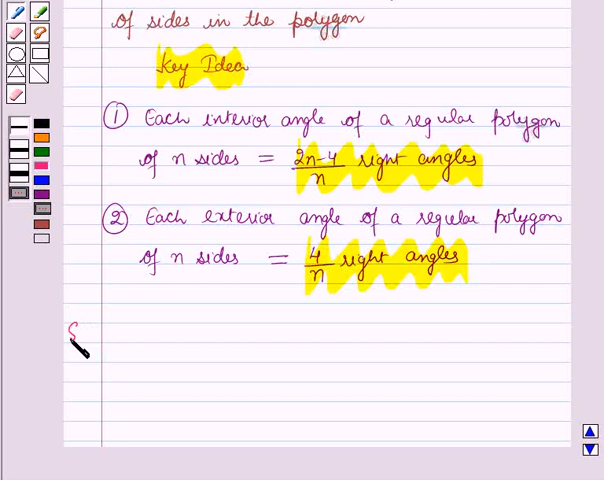 of sides in the polygon
Key Idea
① Each interior angle of a regular polygon
of n sides = 2n-4/n right angles
② Each exterior angle of a regular polygon
of n sides = 4/n right angles
S